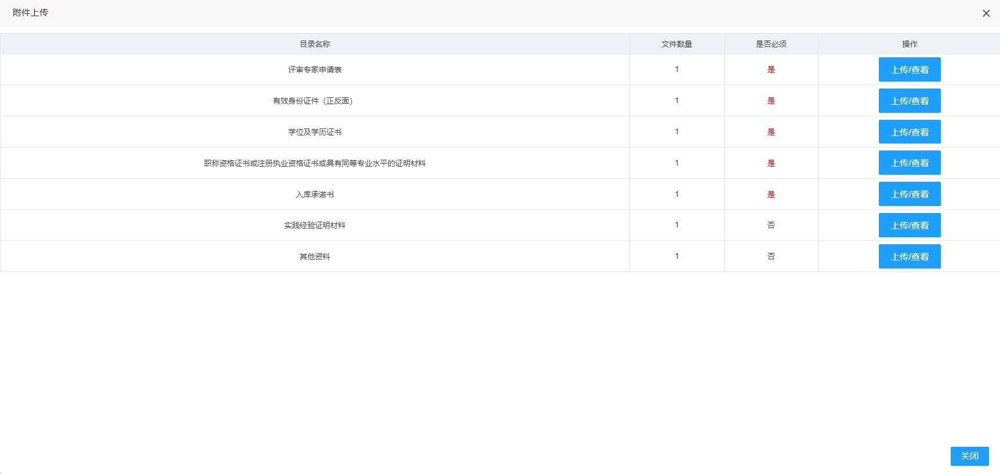 附件上传
目录名称 文件数量 是否必须 操作
评审专家申请表 1 是 上传/查看
有效身份证件（正反面） 1 是 上传/查看
学位及学历证书 1 是 上传/查看
职称资格证书或注册执业资格证书或具有同等专业水平的证明材料 1 是 上传/查看
入库承诺书 1 是 上传/查看
实践经验证明材料 1 否 上传/查看
其他资料 1 否 上传/查看
关闭